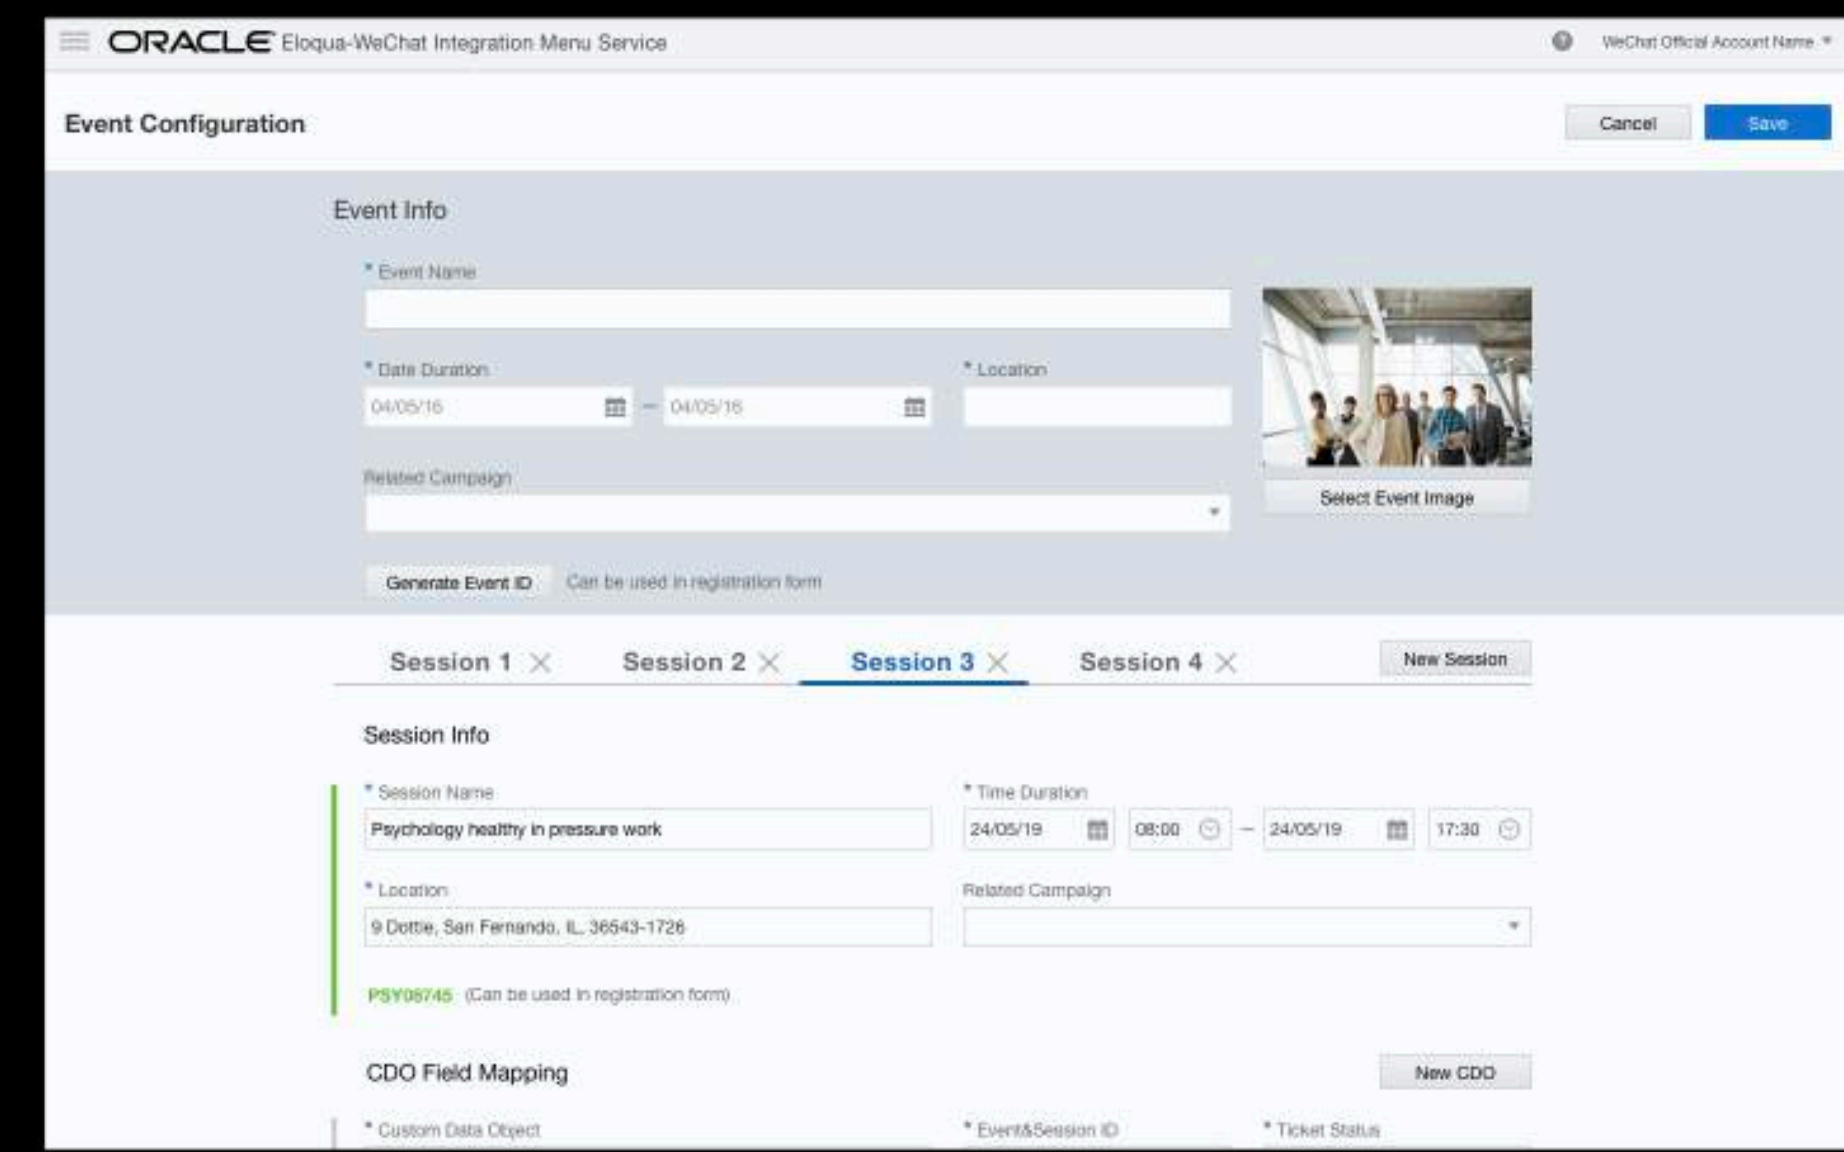 ORACLE Eloqua-WeChat Integration Menu Service
WeChat Official Account Name
Event Configuration
Cancel
Save
Event Info
* Event Name
* Date Duration
* Location
04/05/16
– 04/05/16
Related Campaign
Select Event Image
Generate Event ID
Can be used in registration form
Session 1
Session 2
Session 3
Session 4
New Session
Session Info
* Session Name
* Time Duration
Psychology healthy in pressure work
24/05/19
08:00
– 24/05/19
17:30
* Location
Related Campaign
9 Dottie, San Fernando, IL, 36543-1726
PSY08745 (Can be used in registration form)
CDO Field Mapping
New CDO
* Custom Data Object
* Event&Session ID
* Ticket Status